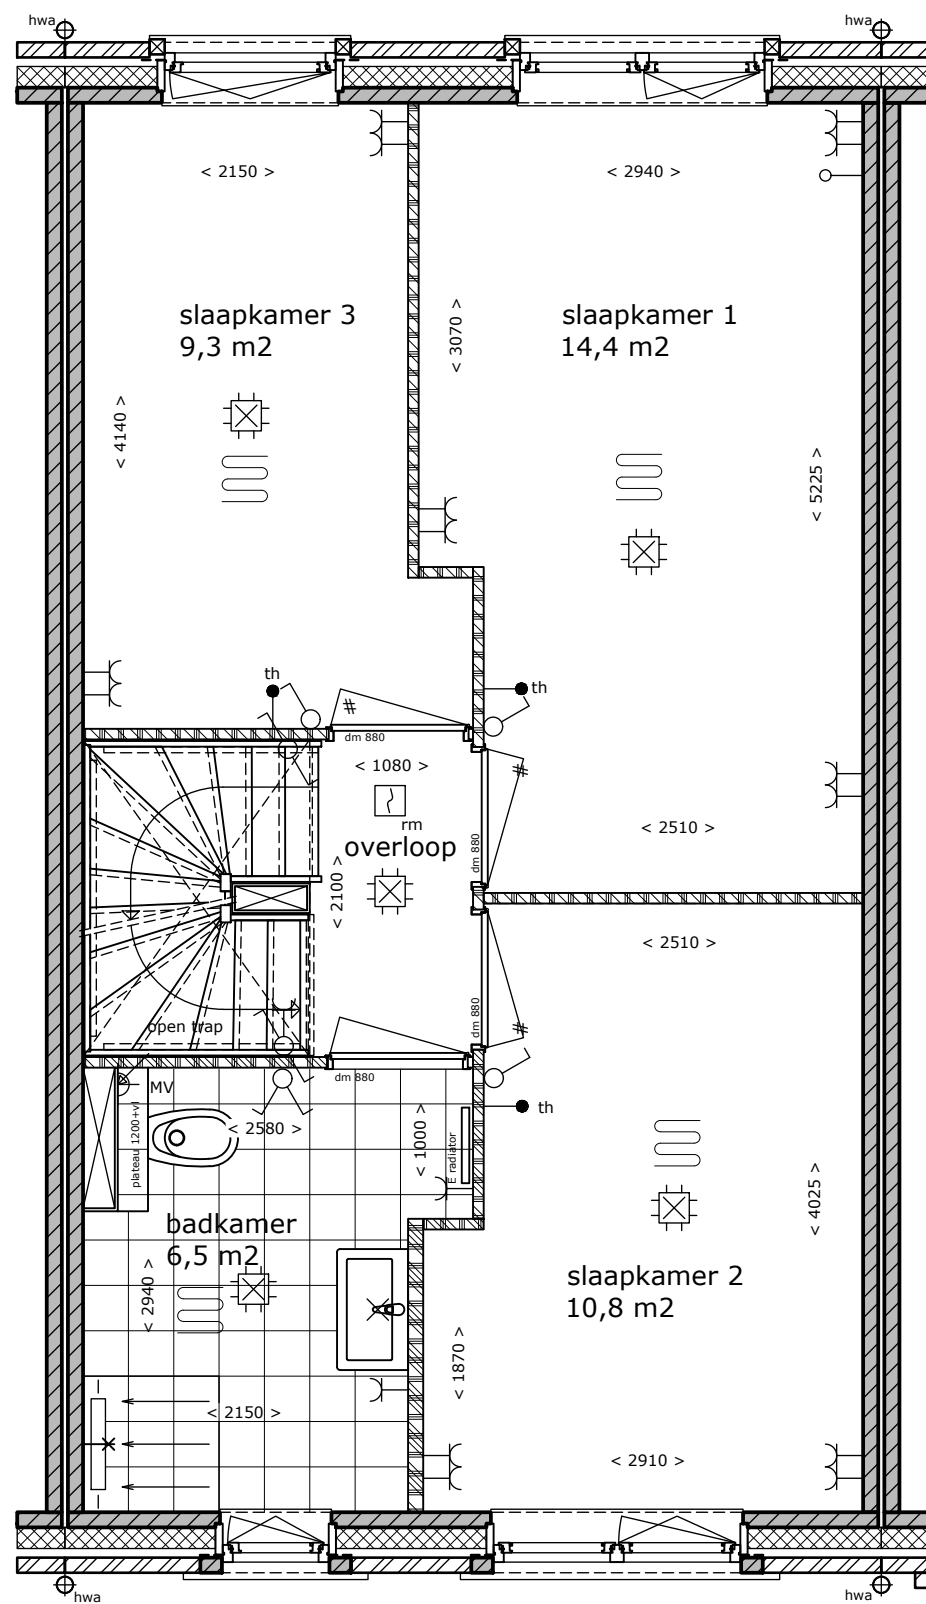 hwa
hwa
< 2150 >
< 2940 >
slaapkamer 3
9,3 m2
slaapkamer 1
14,4 m2
< 3070 >
< 4140 >
< 5225 >
th
th
#
dm 880
< 1080 >
#
rm
overloop
dm 880
< 2510 >
< 2100 >
< 2510 >
dm 880
#
open trap
dm 880
MV
plateau 1200+vl
< 2580 >
< 1000 >
E radiator
th
< 4025 >
badkamer
6,5 m2
< 2940 >
slaapkamer 2
10,8 m2
< 1870 >
< 2150 >
< 2910 >
hwa
hwa